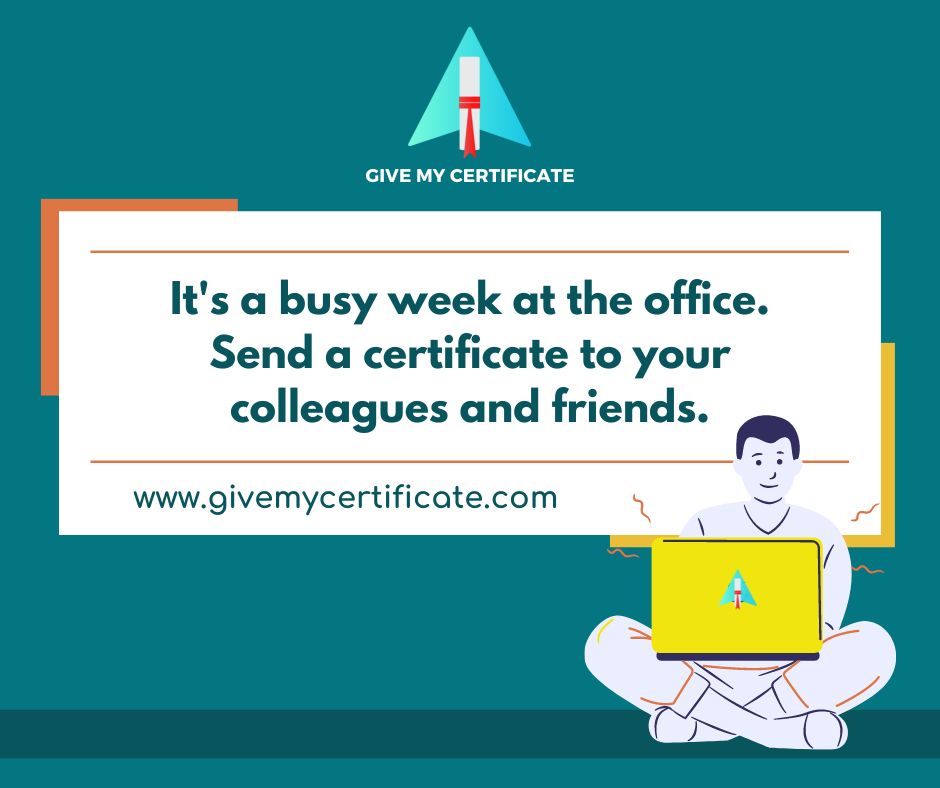 GIVE MY CERTIFICATE
It's a busy week at the office.
Send a certificate to your
colleagues and friends.
www.givemycertificate.com